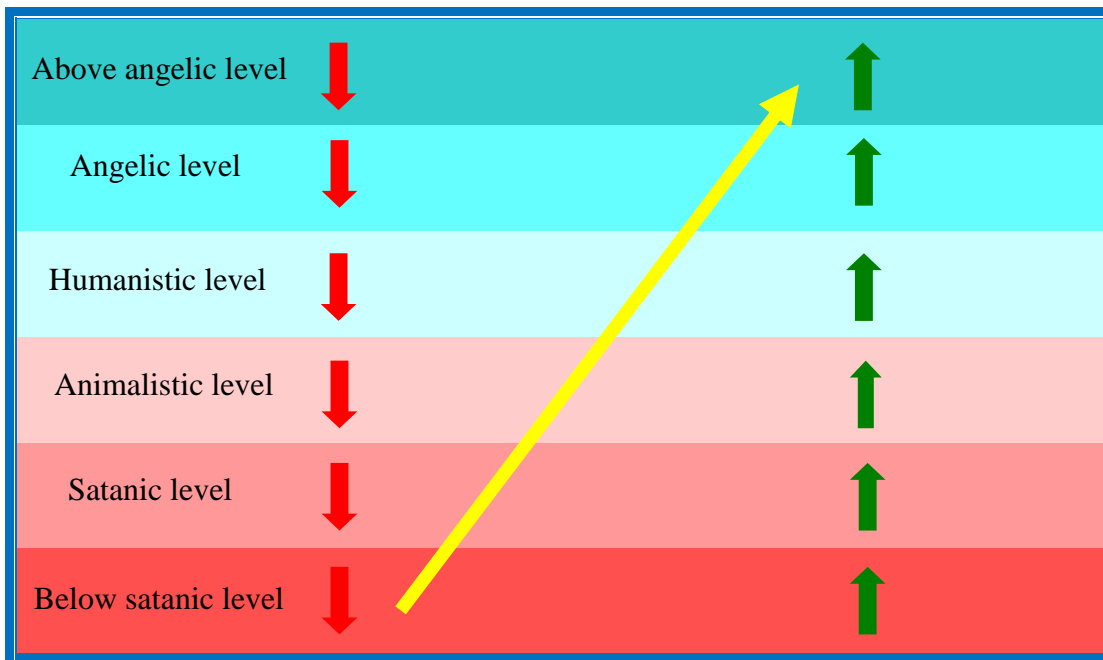 Above angelic level
Angelic level
Humanistic level
Animalistic level
Satanic level
Below satanic level